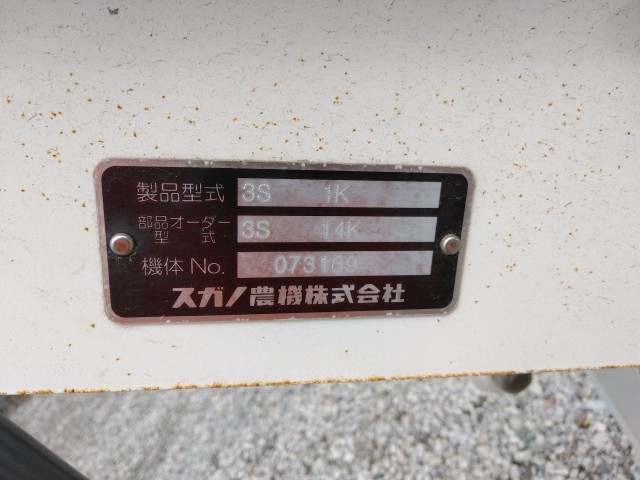 製品型式 3S 1K
部品オーダー型式 3S 14K
機体 No. 073169
スガノ農機株式会社